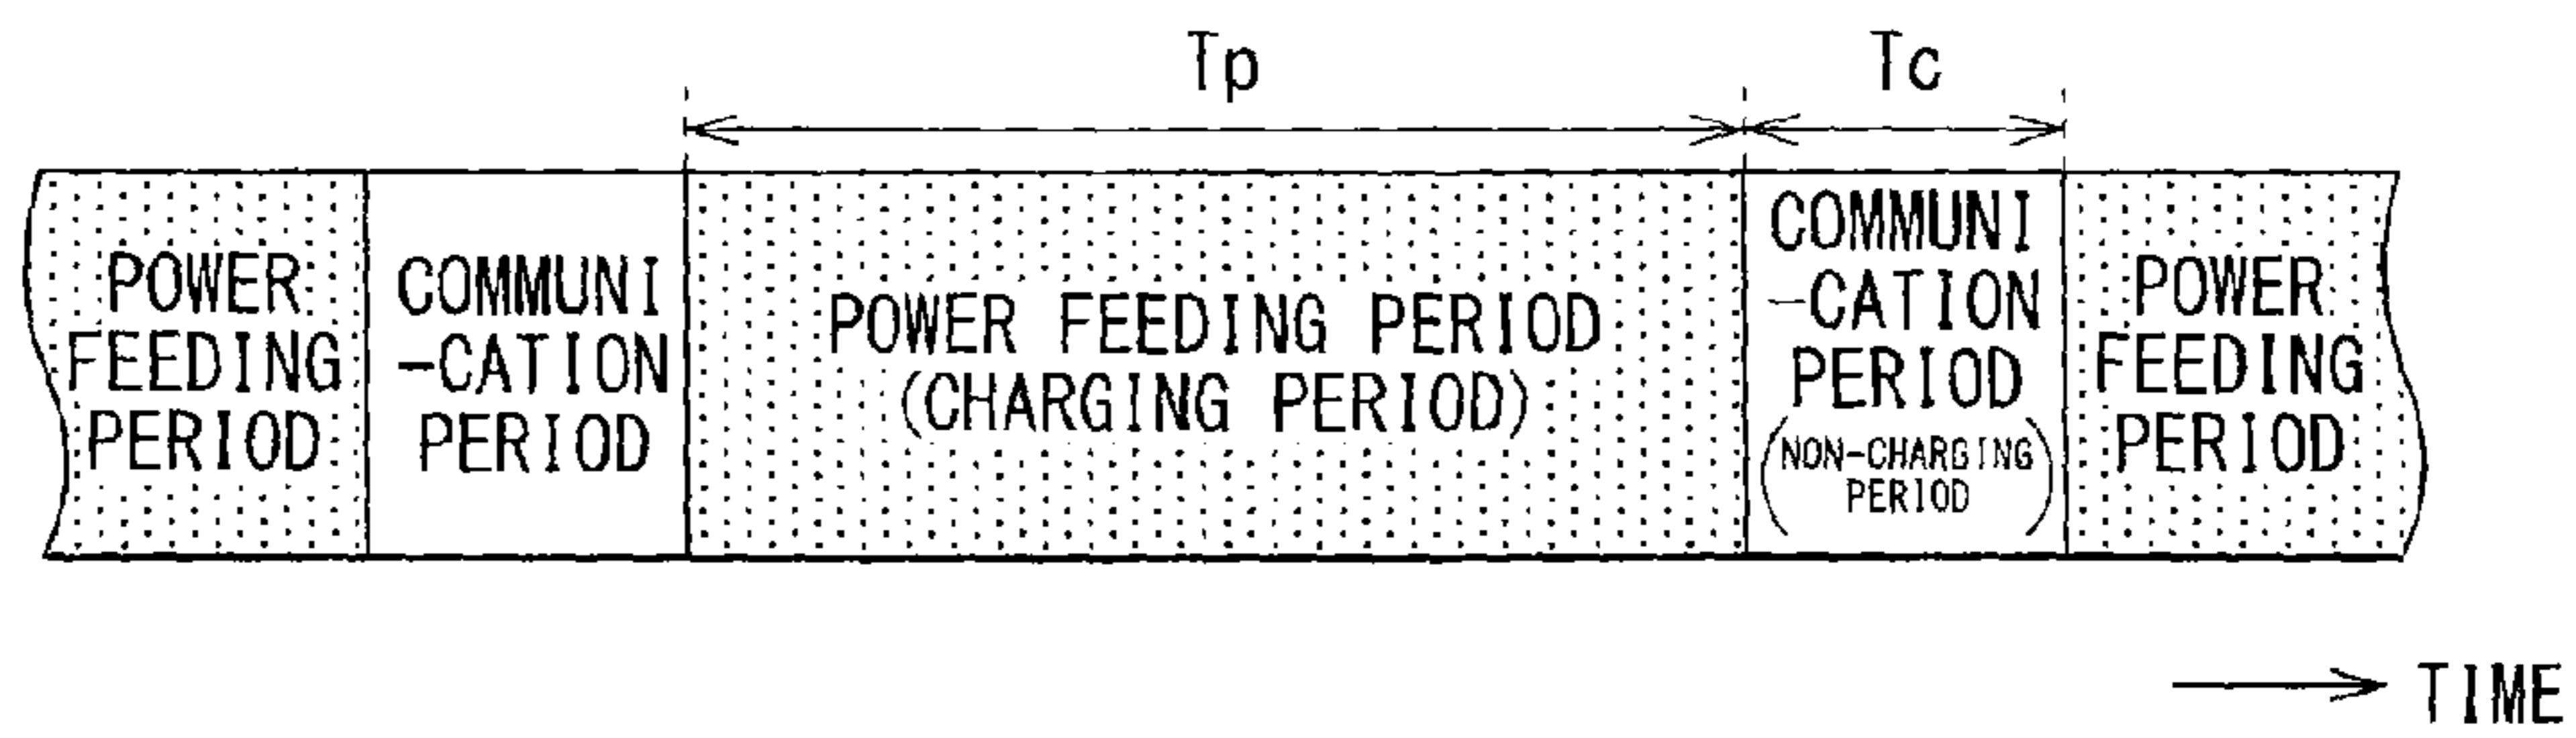 Tp
Tc
POWER
FEEDING
PERIOD
COMMUNI
-CATION
PERIOD
POWER FEEDING PERIOD
(CHARGING PERIOD)
COMMUNI
-CATION
PERIOD
(NON-CHARGING
PERIOD)
POWER
FEEDING
PERIOD
TIME